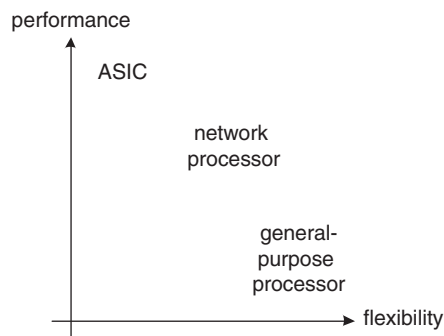 performance
ASIC
network
processor
general-
purpose
processor
flexibility